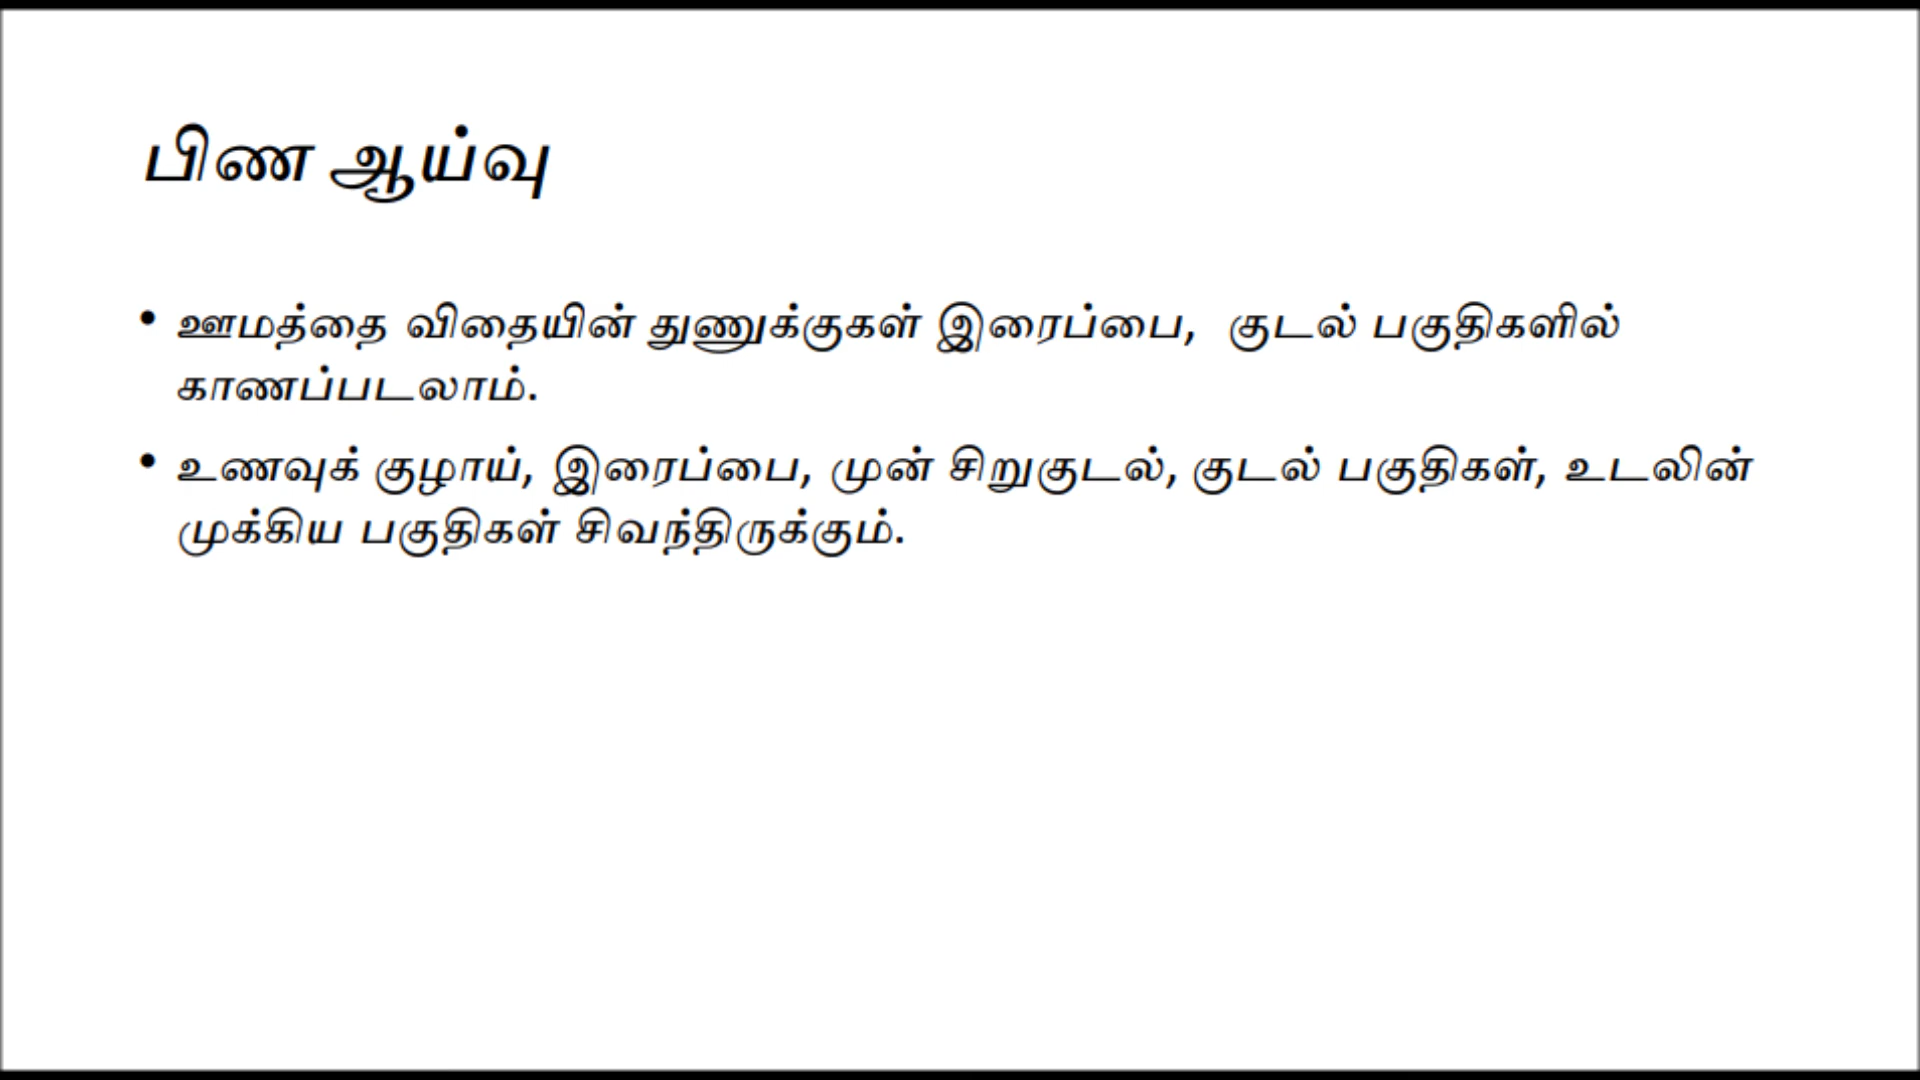 பிண ஆய்வு
• ஊமத்தை விதையின் துணுக்குகள் இரைப்பை, குடல் பகுதிகளில்
காணப்படலாம்.
• உணவுக் குழாய், இரைப்பை, முன் சிறுகுடல், குடல் பகுதிகள், உடலின்
முக்கிய பகுதிகள் சிவந்திருக்கும்.